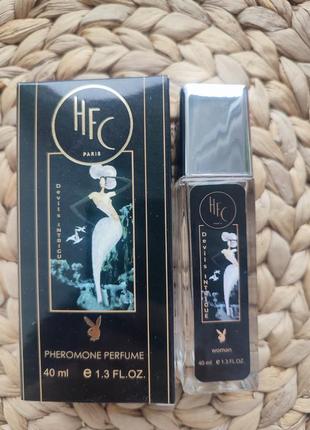 HFC
PARIS
Devils INTRIGUE
PHEROMONE PERFUME
40 ml e 1.3 FL.OZ.
HFC
PARIS
Devils INTRIGUE
woman
40 ml e 1.3 FL.OZ.